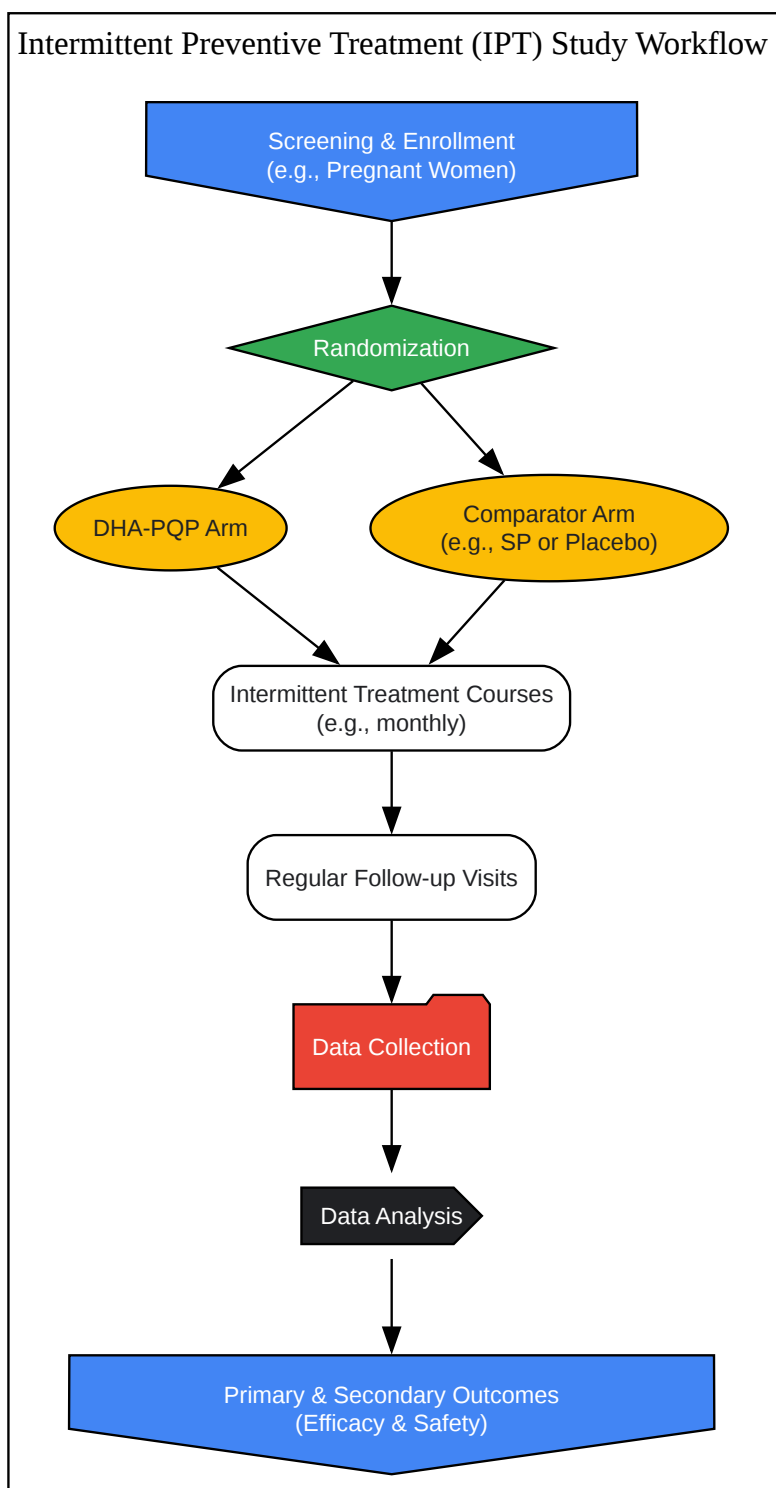 Intermittent Preventive Treatment (IPT) Study Workflow
Screening & Enrollment
(e.g., Pregnant Women)
Randomization
DHA-PQP Arm
Comparator Arm
(e.g., SP or Placebo)
Intermittent Treatment Courses
(e.g., monthly)
Regular Follow-up Visits
Data Collection
Data Analysis
Primary & Secondary Outcomes
(Efficacy & Safety)